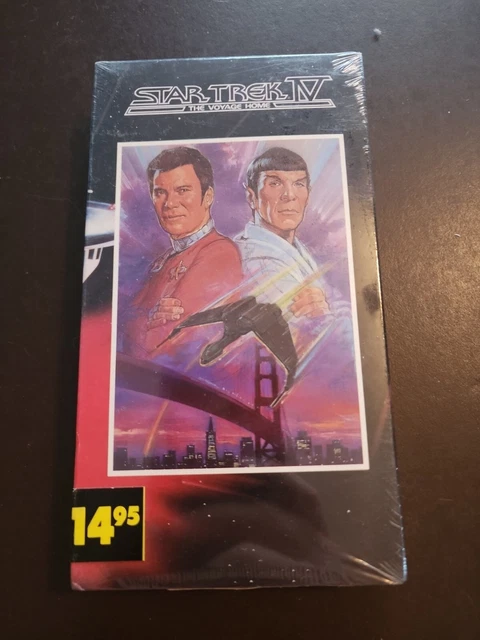 STAR TREK IV
THE VOYAGE HOME
14.95